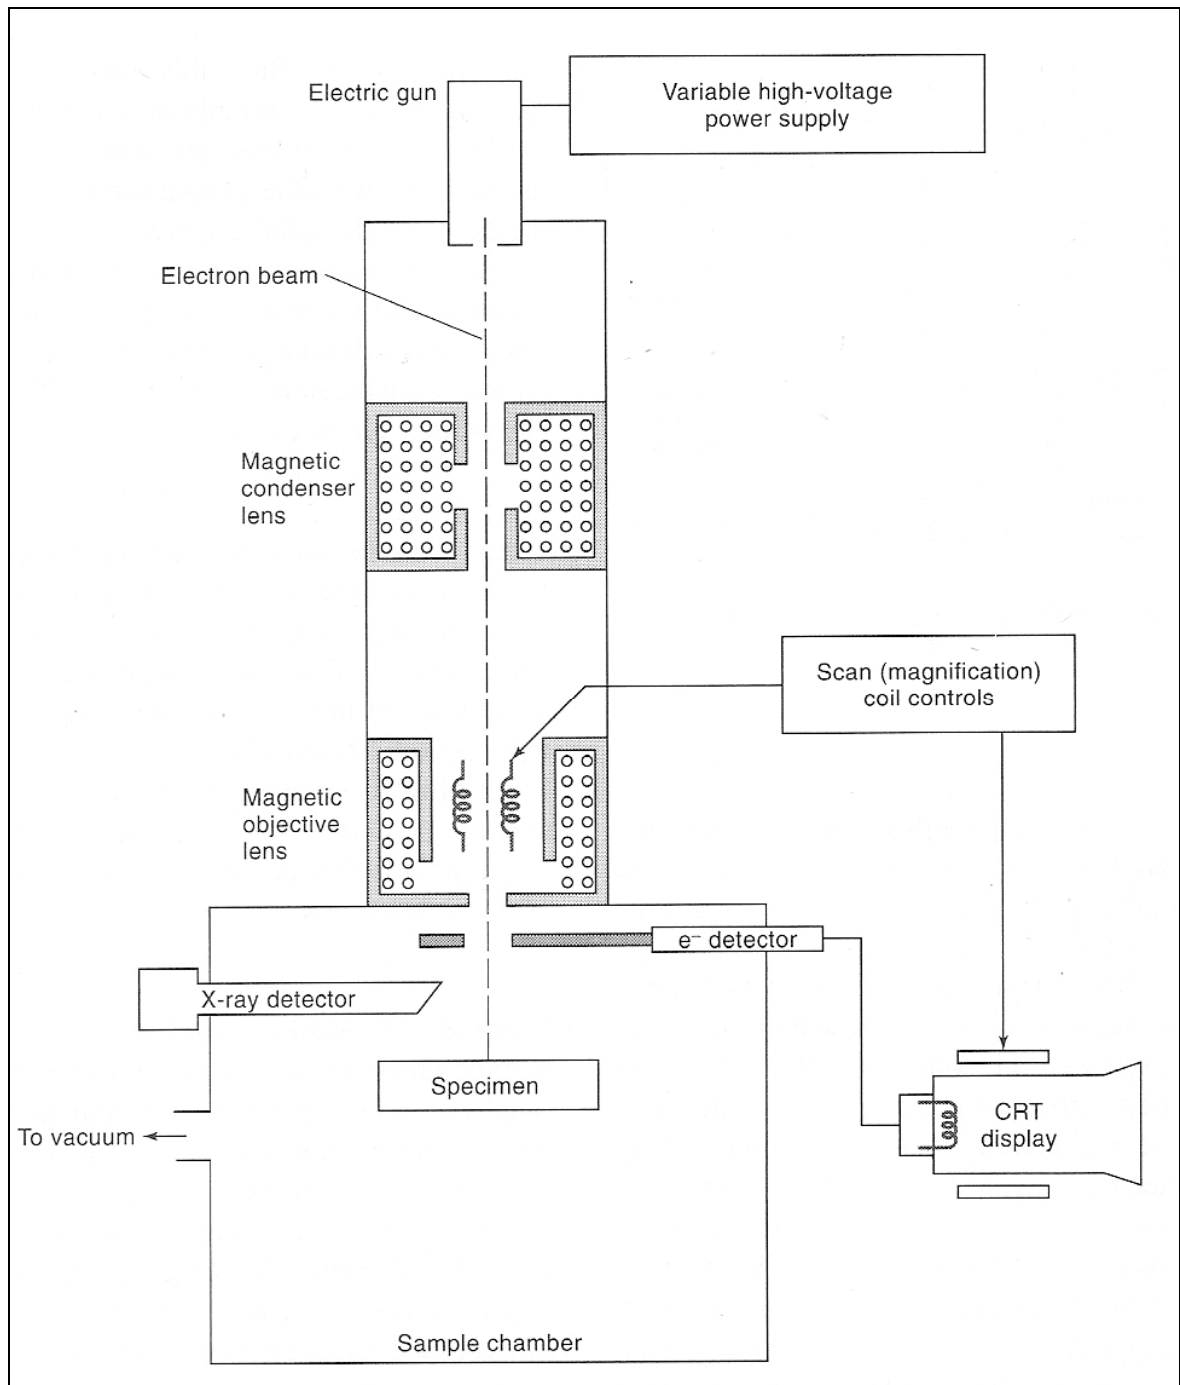 Electric gun
Variable high-voltage
power supply
Electron beam
Magnetic
condenser
lens
Scan (magnification)
coil controls
Magnetic
objective
lens
e⁻ detector
X-ray detector
Specimen
CRT
display
To vacuum
Sample chamber